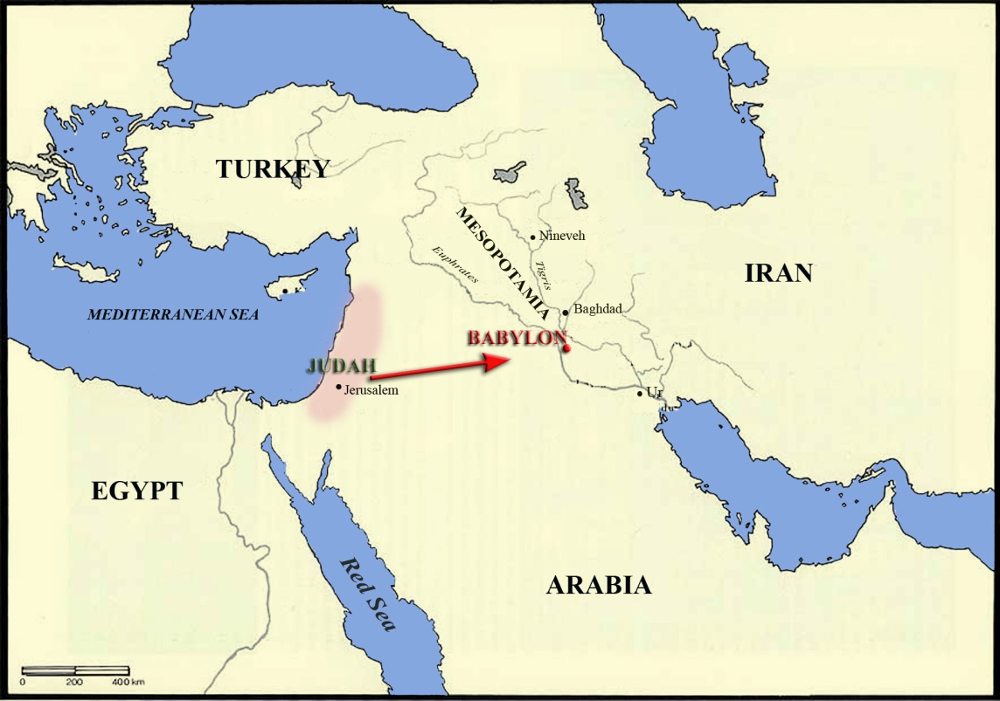 TURKEY
MESOPOTAMIA
Nineveh
Euphrates
Tigris
IRAN
MEDITERRANEAN SEA
Baghdad
BABYLON
JUDAH
Jerusalem
Ur
EGYPT
Red Sea
ARABIA
0 200 400 km